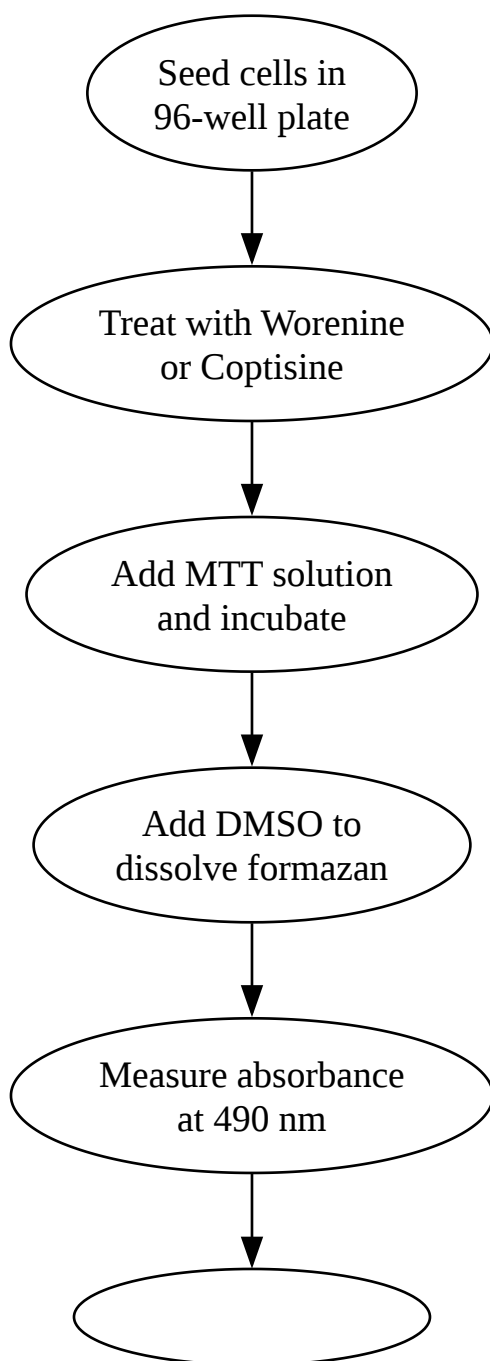 Seed cells in
96-well plate
Treat with Worenine
or Coptisine
Add MTT solution
and incubate
Add DMSO to
dissolve formazan
Measure absorbance
at 490 nm